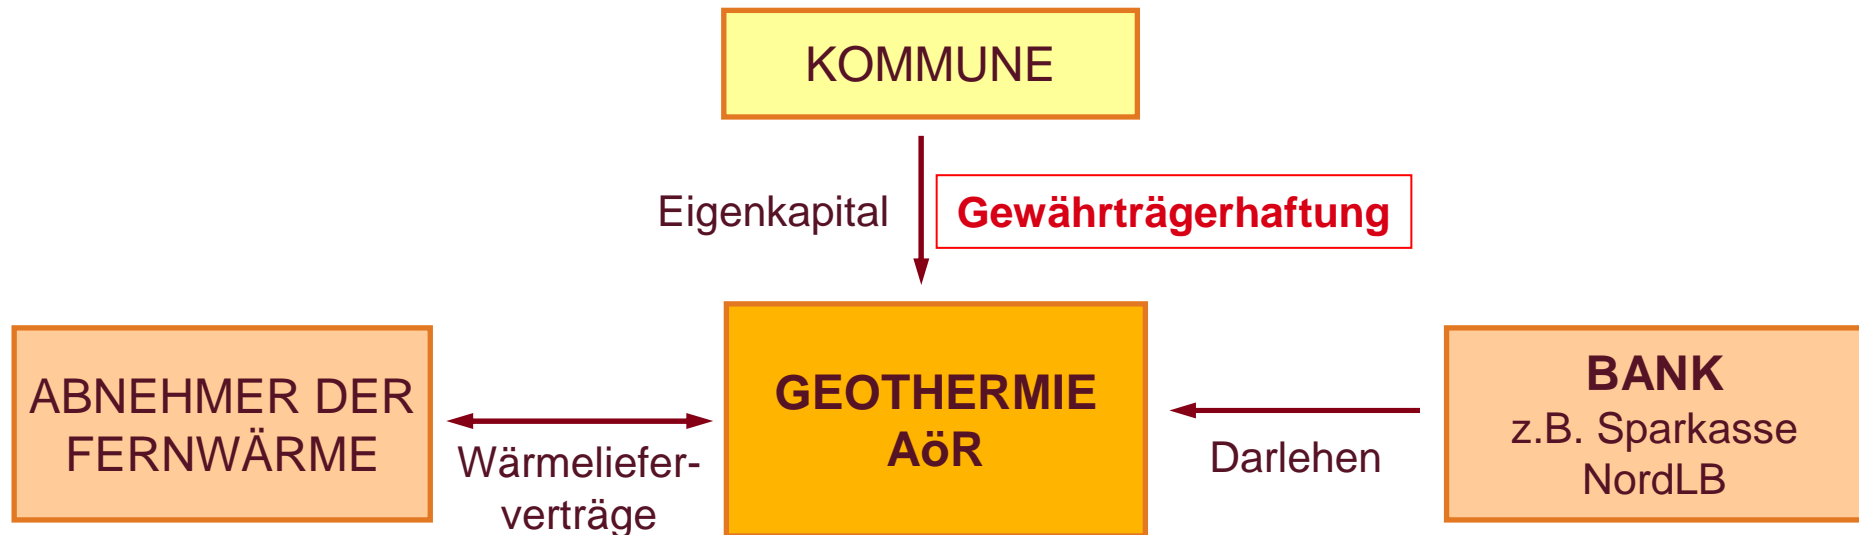 KOMMUNE
Eigenkapital
Gewährträgerhaftung
ABNEHMER DER
FERNWÄRME
Wärmeliefer-
verträge
GEOTHERMIE
AöR
Darlehen
BANK
z.B. Sparkasse
NordLB